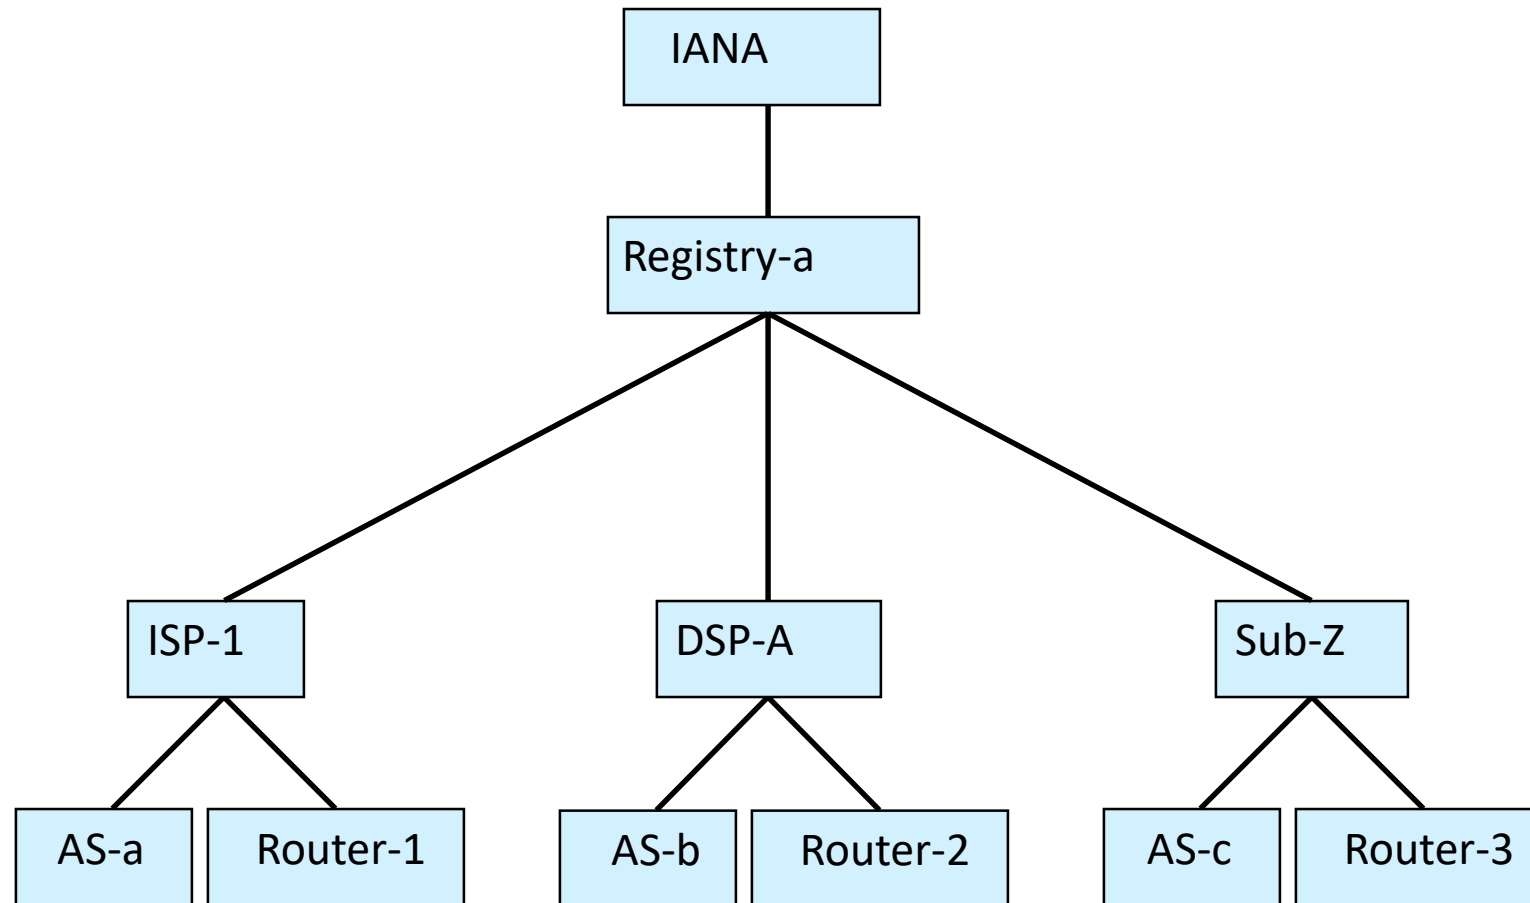 IANA
Registry-a
ISP-1
DSP-A
Sub-Z
AS-a
Router-1
AS-b
Router-2
AS-c
Router-3